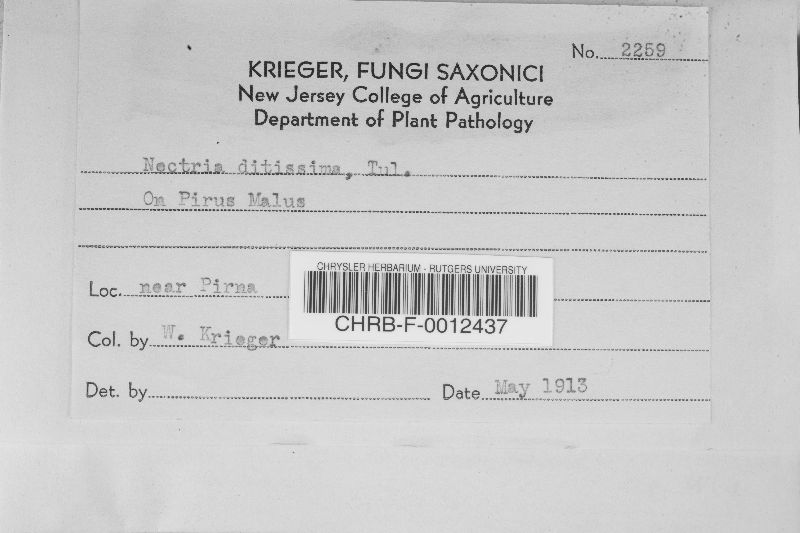 No. 2259
KRIEGER, FUNGI SAXONICI
New Jersey College of Agriculture
Department of Plant Pathology
Nectria ditissima, Tul.
On Pirus Malus
Loc. near Pirna
CHRYSLER HERBARIUM - RUTGERS UNIVERSITY
CHRB-F-0012437
Col. by W. Krieger
Det. by
Date May 1913